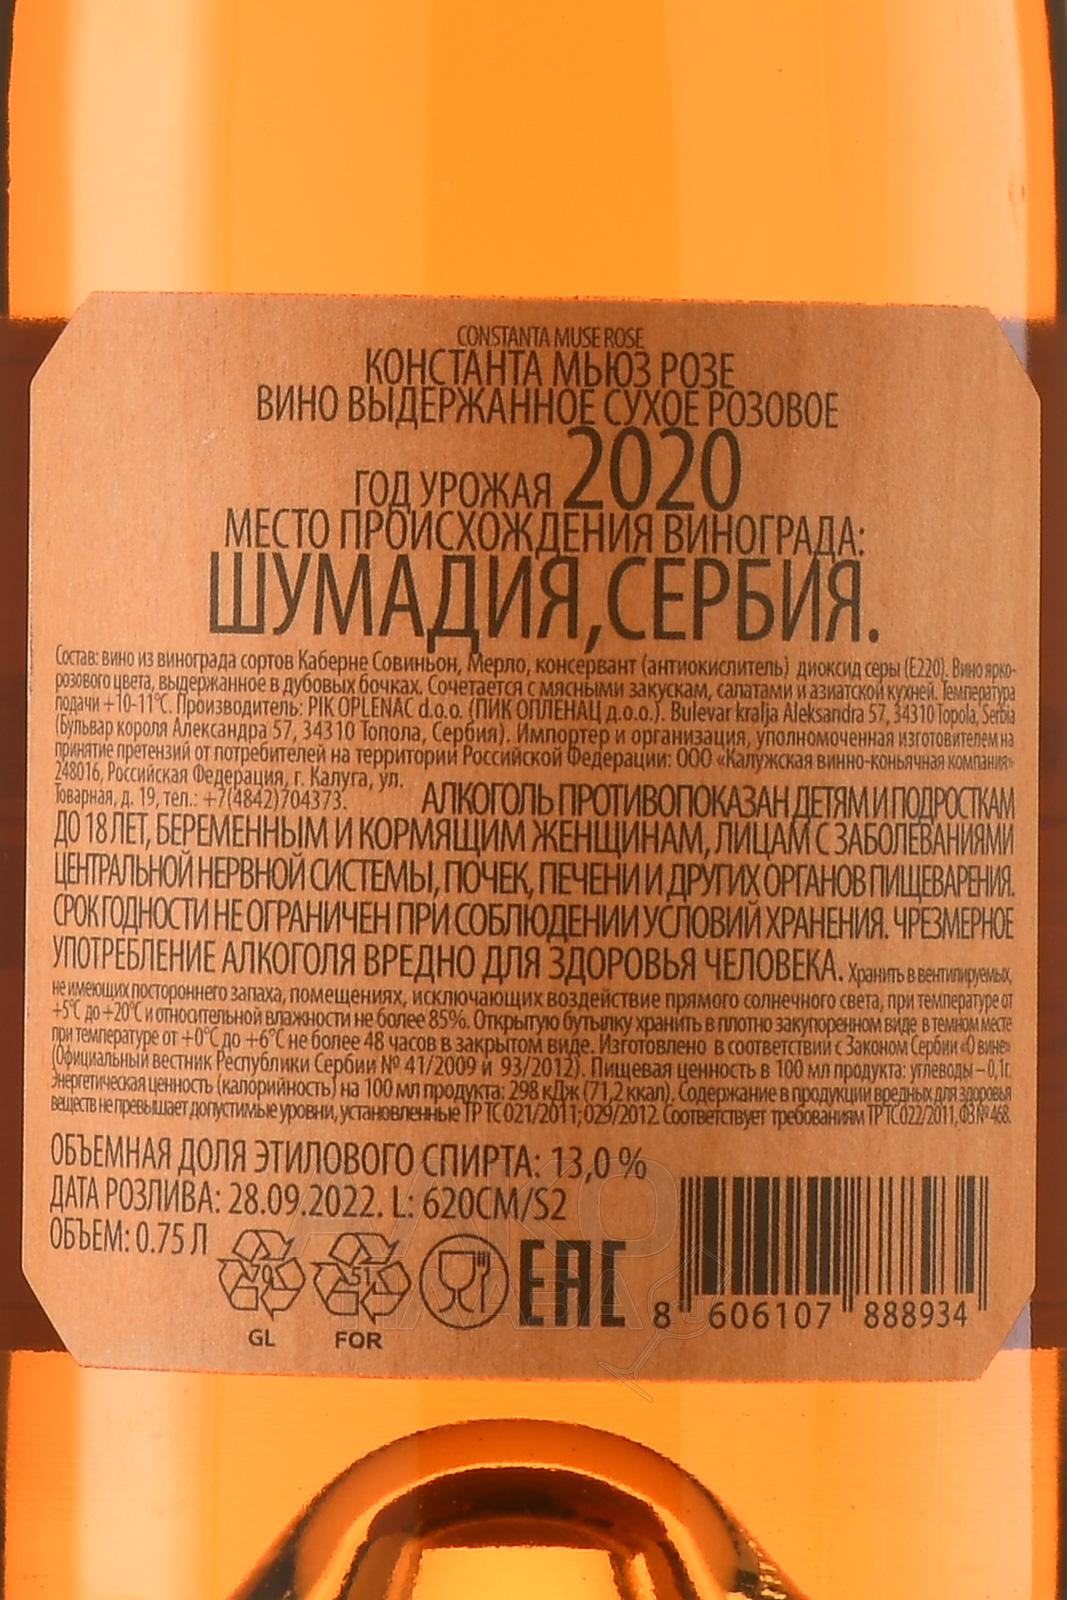 CONSTANTA MUSE ROSE
КОНСТАНТА МЬЮЗ РОЗЕ
ВИНО ВЫДЕРЖАННОЕ СУХОЕ РОЗОВОЕ
ГОД УРОЖАЯ 2020
МЕСТО ПРОИСХОЖДЕНИЯ ВИНОГРАДА:
ШУМАДИЯ,СЕРБИЯ.
Состав: вино из винограда сортов Каберне Совиньон, Мерло, консервант (антиокислитель) диоксид серы (E220). Вино ярко-
розового цвета, выдержанное в дубовых бочках. Сочетается с мясными закускам, салатами и азиатской кухней. Температура
подачи +10-11°С. Производитель: PIK OPLENAC d.o.o. (ПИК ОПЛЕНАЦ д.о.о.). Bulevar kralja Aleksandra 57, 34310 Topola, Serbia
(Бульвар короля Александра 57, 34310 Топола, Сербия). Импортер и организация, уполномоченная изготовителем на
принятие претензий от потребителей на территории Российской Федерации: ООО «Калужская винно-коньячная компания»
248016, Российская Федерация, г. Калуга, ул.
Товарная, д. 19, тел.: +7(4842)704373. АЛКОГОЛЬ ПРОТИВОПОКАЗАН ДЕТЯМ И ПОДРОСТКАМ
ДО 18 ЛЕТ, БЕРЕМЕННЫМ И КОРМЯЩИМ ЖЕНЩИНАМ, ЛИЦАМ С ЗАБОЛЕВАНИЯМИ
ЦЕНТРАЛЬНОЙ НЕРВНОЙ СИСТЕМЫ, ПОЧЕК, ПЕЧЕНИ И ДРУГИХ ОРГАНОВ ПИЩЕВАРЕНИЯ.
СРОК ГОДНОСТИ НЕ ОГРАНИЧЕН ПРИ СОБЛЮДЕНИИ УСЛОВИЙ ХРАНЕНИЯ. ЧРЕЗМЕРНОЕ
УПОТРЕБЛЕНИЕ АЛКОГОЛЯ ВРЕДНО ДЛЯ ЗДОРОВЬЯ ЧЕЛОВЕКА. Хранить в вентилируемых,
не имеющих постороннего запаха, помещениях, исключающих воздействие прямого солнечного света, при температуре от
+5°С до +20°С и относительной влажности не более 85%. Открытую бутылку хранить в плотно закупоренном виде в темном месте
при температуре от +0°С до +6°С не более 48 часов в закрытом виде. Изготовлено в соответствии с Законом Сербии «О вине»
(Официальный вестник Республики Сербии № 41/2009 и 93/2012). Пищевая ценность в 100 мл продукта: углеводы – 0,1г.
Энергетическая ценность (калорийность) на 100 мл продукта: 298 кДж (71,2 ккал). Содержание в продукции вредных для здоровья
веществ не превышает допустимые уровни, установленные ТР ТС 021/2011; 029/2012. Соответствует требованиям ТР ТС 022/2011, ФЗ № 468.
ОБЪЕМНАЯ ДОЛЯ ЭТИЛОВОГО СПИРТА: 13,0 %
ДАТА РОЗЛИВА: 28.09.2022. L: 620CM/S2
ОБЪЕМ: 0.75 Л
70
GL
51
FOR
EAC
8 606107 888934